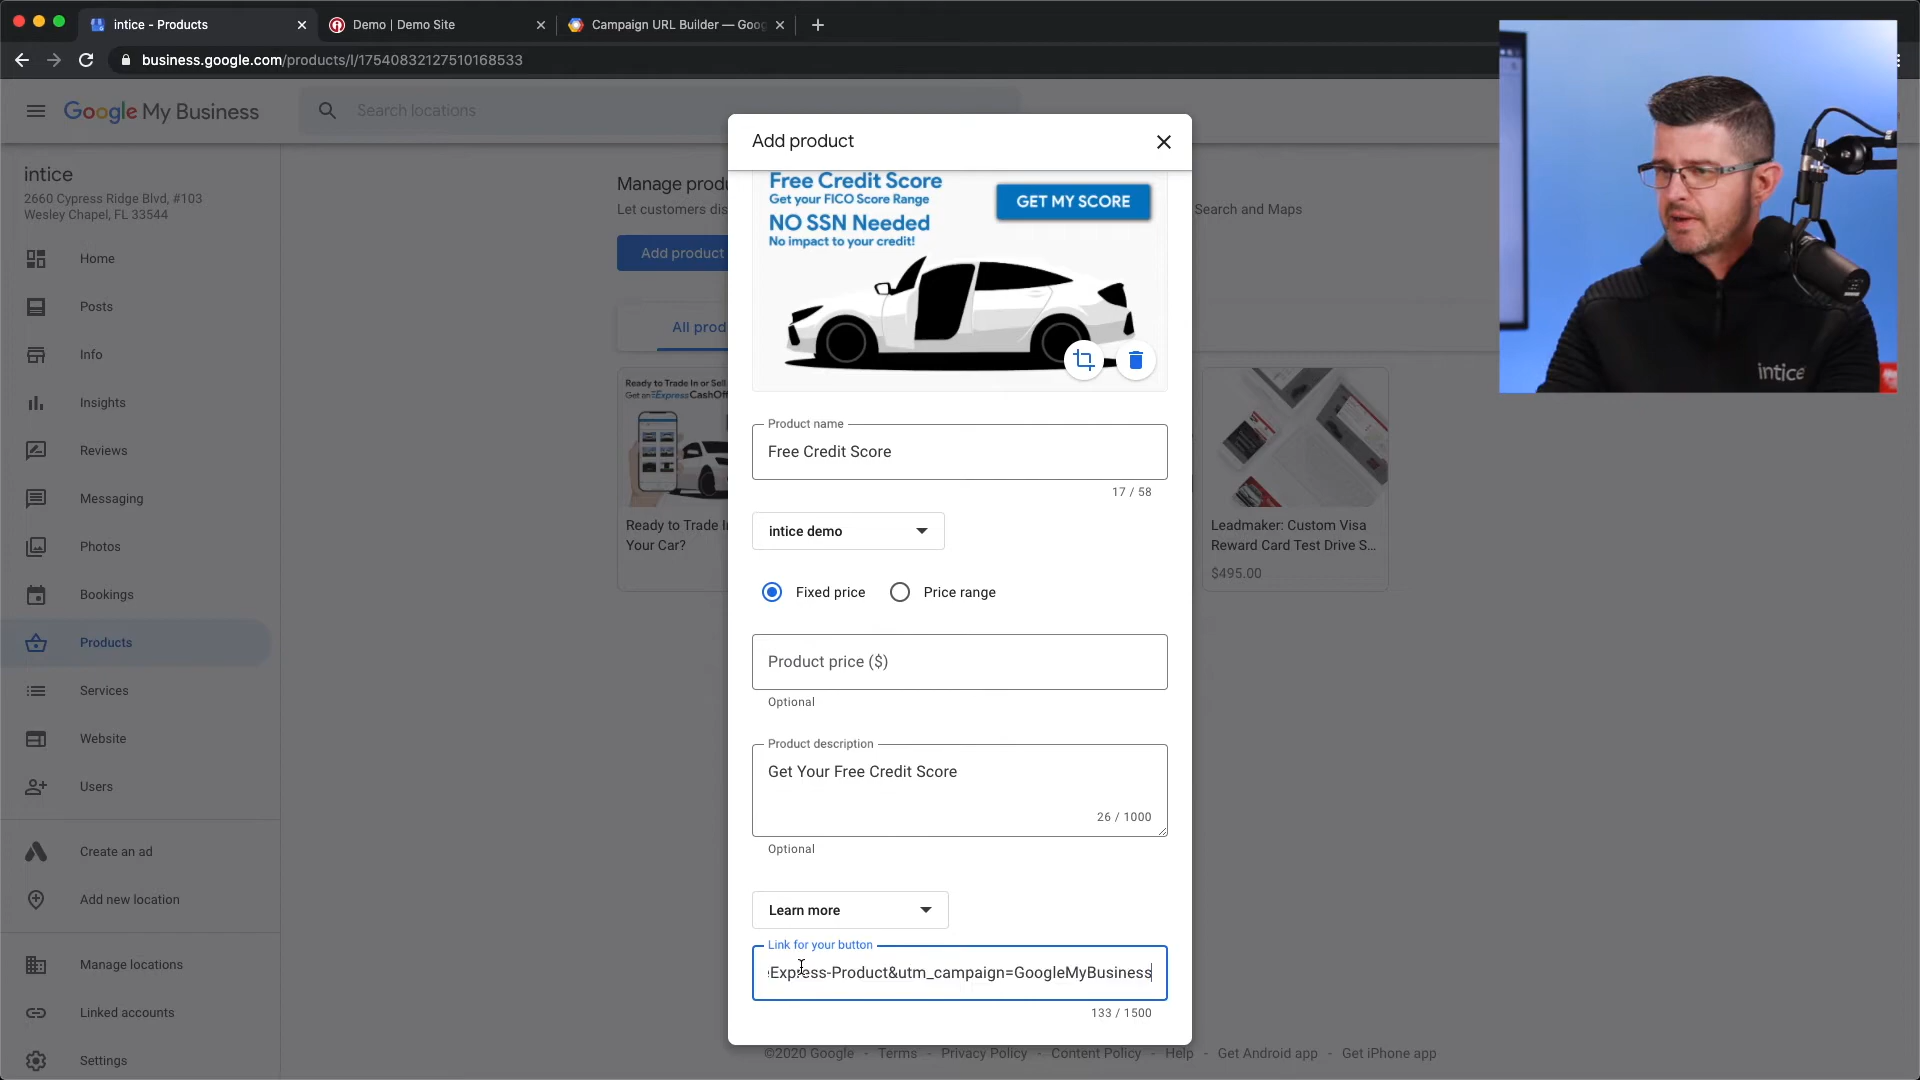 intice - Products
Demo | Demo Site
Campaign URL Builder — Goog
business.google.com/products/l/17540832127510168533
Google My Business
Search locations
intice
2660 Cypress Ridge Blvd, #103
Wesley Chapel, FL 33544
Home
Posts
Info
Insights
Reviews
Messaging
Photos
Bookings
Products
Services
Website
Users
Create an ad
Add new location
Manage locations
Linked accounts
Settings
Manage produ
Let customers dis
Search and Maps
Add product
All prod
Ready to Trade In or Sell
Get an Express CashOff
Ready to Trade I
Your Car?
Leadmaker: Custom Visa
Reward Card Test Drive S...
$495.00
Add product
Free Credit Score
Get your FICO Score Range
NO SSN Needed
No impact to your credit!
GET MY SCORE
Product name
Free Credit Score
17 / 58
intice demo
Fixed price
Price range
Product price ($)
Optional
Product description
Get Your Free Credit Score
26 / 1000
Optional
Learn more
Link for your button
Express-Product&utm_campaign=GoogleMyBusiness
133 / 1500
©2020 Google - Terms - Privacy Policy - Content Policy - Help - Get Android app - Get iPhone app
intice